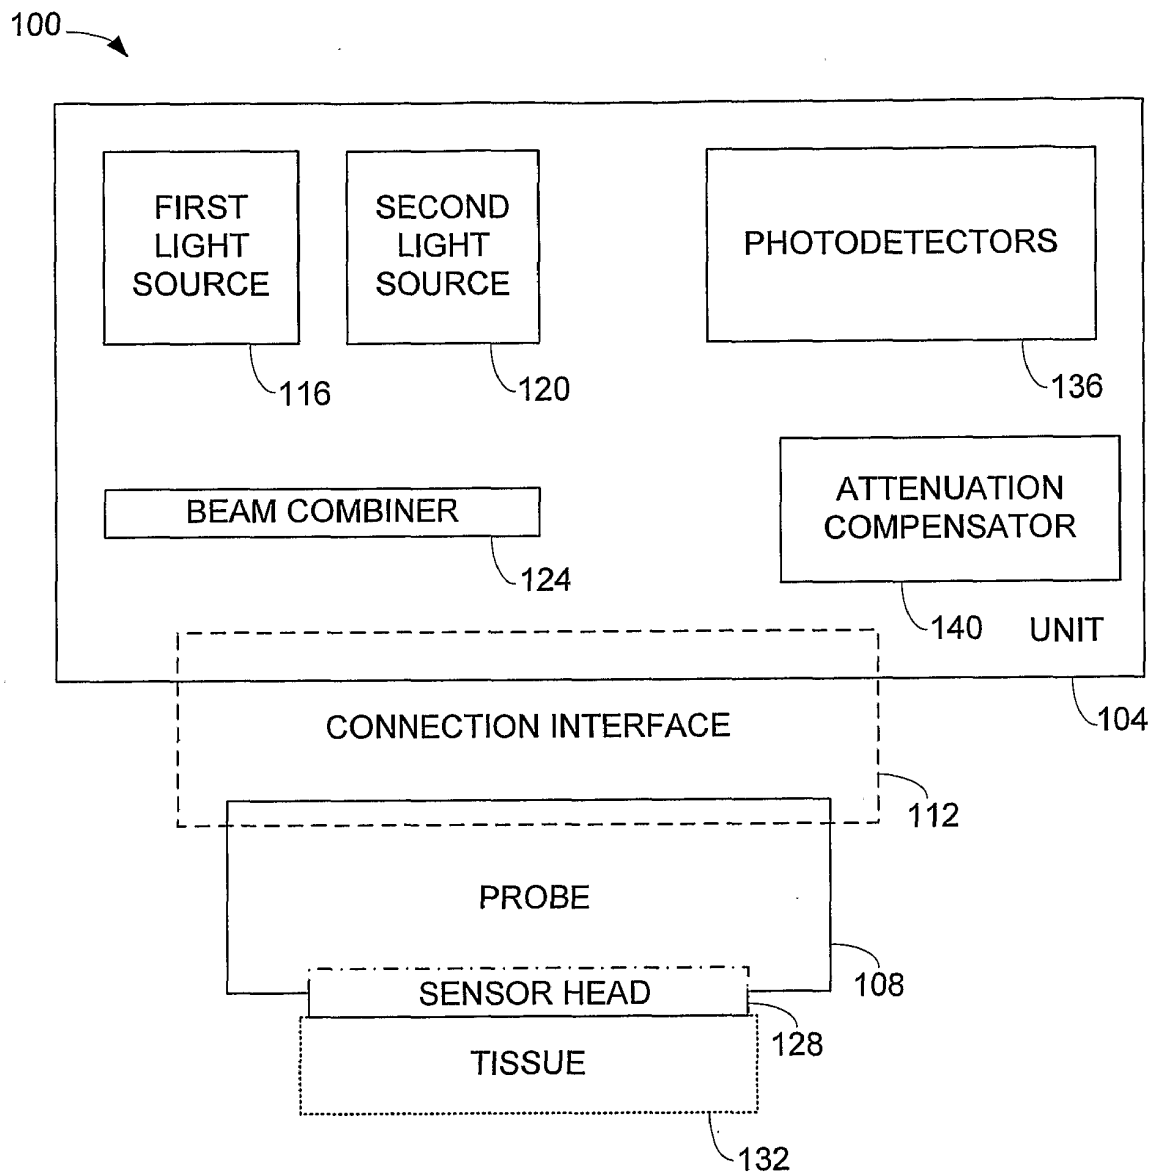 100
FIRST
LIGHT
SOURCE
SECOND
LIGHT
SOURCE
PHOTODETECTORS
116
120
136
BEAM COMBINER
ATTENUATION
COMPENSATOR
124
140
UNIT
104
CONNECTION INTERFACE
112
PROBE
108
SENSOR HEAD
128
TISSUE
132